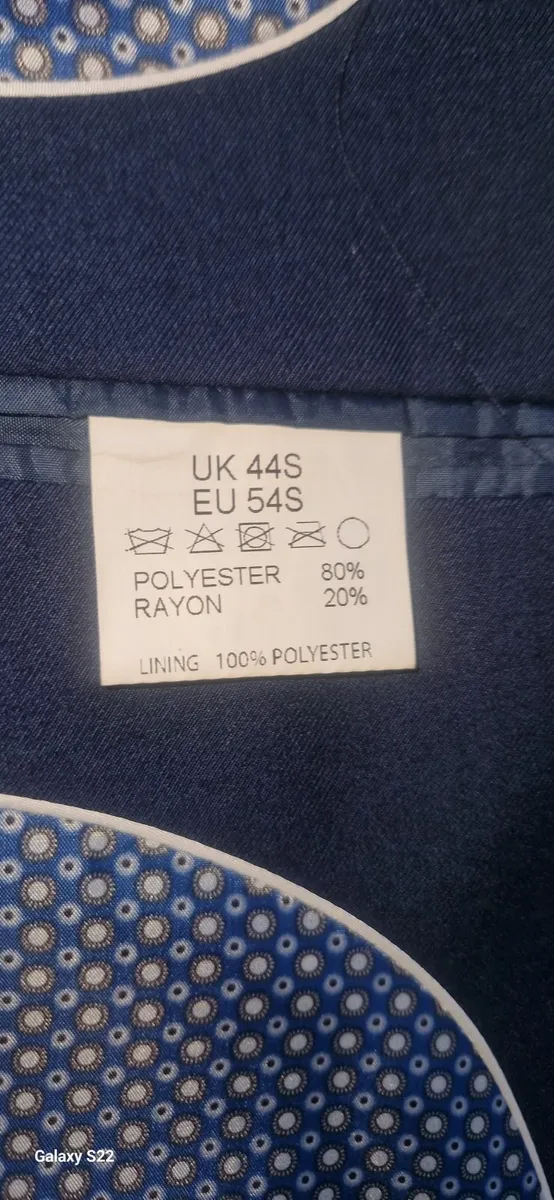 UK 44S
EU 54S
POLYESTER 80%
RAYON 20%
LINING 100% POLYESTER
Galaxy S22